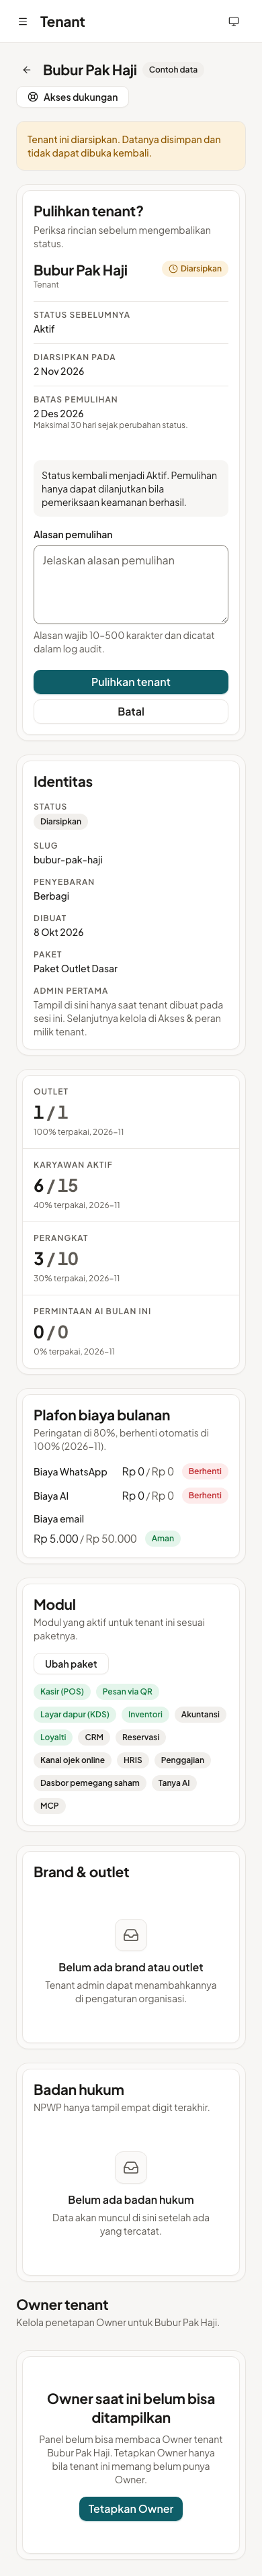 Tenant
Bubur Pak Haji
Contoh data
Akses dukungan
Tenant ini diarsipkan. Datanya disimpan dan
tidak dapat dibuka kembali.
Pulihkan tenant?
Periksa rincian sebelum mengembalikan
status.
Bubur Pak Haji
Diarsipkan
Tenant
STATUS SEBELUMNYA
Aktif
DIARSIPKAN PADA
2 Nov 2026
BATAS PEMULIHAN
2 Des 2026
Maksimal 30 hari sejak perubahan status.
Status kembali menjadi Aktif. Pemulihan
hanya dapat dilanjutkan bila
pemeriksaan keamanan berhasil.
Alasan pemulihan
Jelaskan alasan pemulihan
Alasan wajib 10–500 karakter dan dicatat
dalam log audit.
Pulihkan tenant
Batal
Identitas
STATUS
Diarsipkan
SLUG
bubur-pak-haji
PENYEBARAN
Berbagi
DIBUAT
8 Okt 2026
PAKET
Paket Outlet Dasar
ADMIN PERTAMA
Tampil di sini hanya saat tenant dibuat pada
sesi ini. Selanjutnya kelola di Akses & peran
milik tenant.
OUTLET
1 / 1
100% terpakai, 2026-11
KARYAWAN AKTIF
6 / 15
40% terpakai, 2026-11
PERANGKAT
3 / 10
30% terpakai, 2026-11
PERMINTAAN AI BULAN INI
0 / 0
0% terpakai, 2026-11
Plafon biaya bulanan
Peringatan di 80%, berhenti otomatis di
100% (2026-11).
Biaya WhatsApp Rp 0 / Rp 0 Berhenti
Biaya AI Rp 0 / Rp 0 Berhenti
Biaya email
Rp 5.000 / Rp 50.000 Aman
Modul
Modul yang aktif untuk tenant ini sesuai
paketnya.
Ubah paket
Kasir (POS) Pesan via QR
Layar dapur (KDS) Inventori Akuntansi
Loyalti CRM Reservasi
Kanal ojek online HRIS Penggajian
Dasbor pemegang saham Tanya AI
MCP
Brand & outlet
Belum ada brand atau outlet
Tenant admin dapat menambahkannya
di pengaturan organisasi.
Badan hukum
NPWP hanya tampil empat digit terakhir.
Belum ada badan hukum
Data akan muncul di sini setelah ada
yang tercatat.
Owner tenant
Kelola penetapan Owner untuk Bubur Pak Haji.
Owner saat ini belum bisa
ditampilkan
Panel belum bisa membaca Owner tenant
Bubur Pak Haji. Tetapkan Owner hanya
bila tenant ini memang belum punya
Owner.
Tetapkan Owner